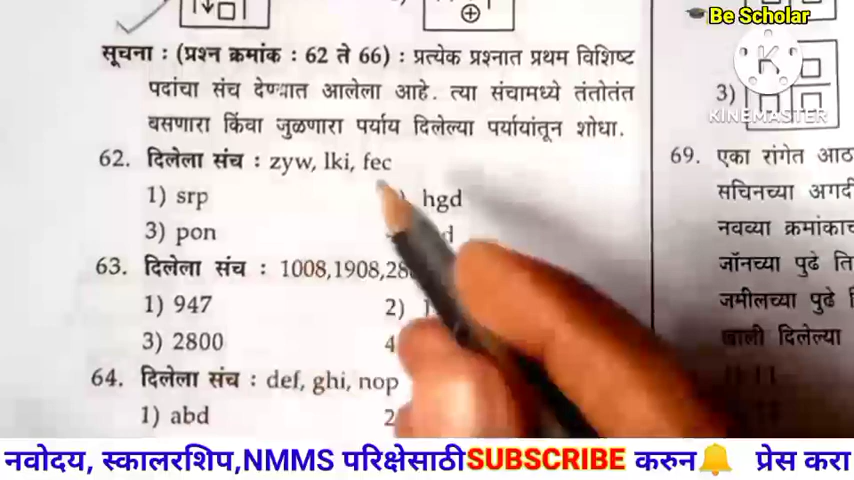 Be Scholar
KINEMASTER
सूचना : (प्रश्न क्रमांक : 62 ते 66) : प्रत्येक प्रश्नात प्रथम विशिष्ट
पदांचा संच देण्यात आलेला आहे. त्या संचामध्ये तंतोतंत
बसणारा किंवा जुळणारा पर्याय दिलेल्या पर्यायांतून शोधा.
62. दिलेला संच : zyw, lki, fec
1) srp
hgd
3) pon
63. दिलेला संच : 1008,1908,28
1) 947
2)
3) 2800
4
64. दिलेला संच : def, ghi, nop
1) abd
2
3)
69. एका रांगेत आठ
सचिनच्या अगदी
नवव्या क्रमांकाच
जॉनच्या पुढे ति
जमीलच्या पुढे
खाली दिलेल्या
नवोदय, स्कालरशिप,NMMS परिक्षेसाठी SUBSCRIBE करुन🔔 प्रेस करा